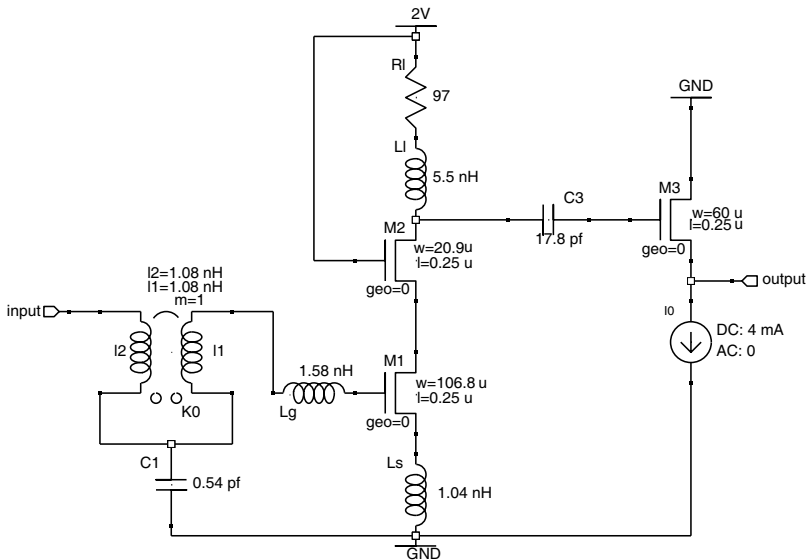 2V
Rl
97
GND
Ll
5.5 nH
C3
M3
M2
w=60 u
l=0.25 u
17.8 pf
w=20.9u
l=0.25 u
geo=0
geo=0
l2=1.08 nH
l1=1.08 nH
m=1
output
input
I0
DC: 4 mA
AC: 0
l2
l1
1.58 nH
M1
w=106.8 u
l=0.25 u
K0
Lg
geo=0
C1
Ls
0.54 pf
1.04 nH
GND